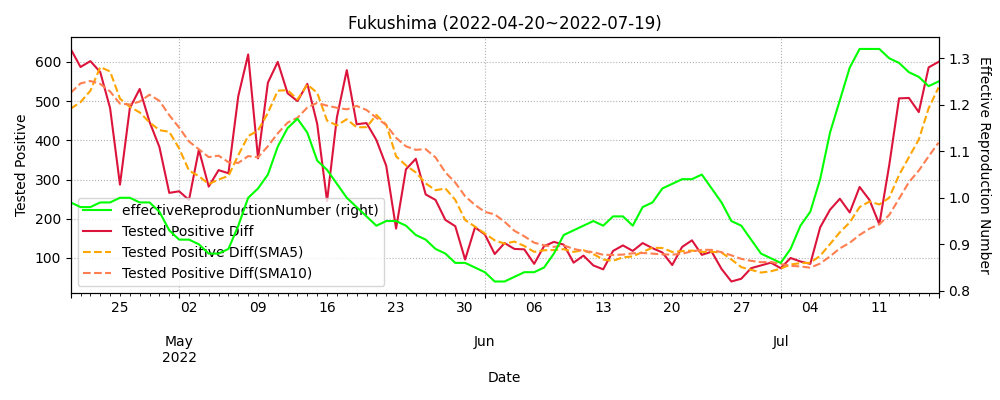 Fukushima (2022-04-20~2022-07-19)
Tested Positive
600
500
400
300
200
100
1.3
1.2
1.1
1.0
0.9
0.8
Effective Reproduction Number
effectiveReproductionNumber (right)
Tested Positive Diff
Tested Positive Diff(SMA5)
Tested Positive Diff(SMA10)
25 02 09 16 23 30 06 13 20 27 04 11
May Jun Jul
2022
Date